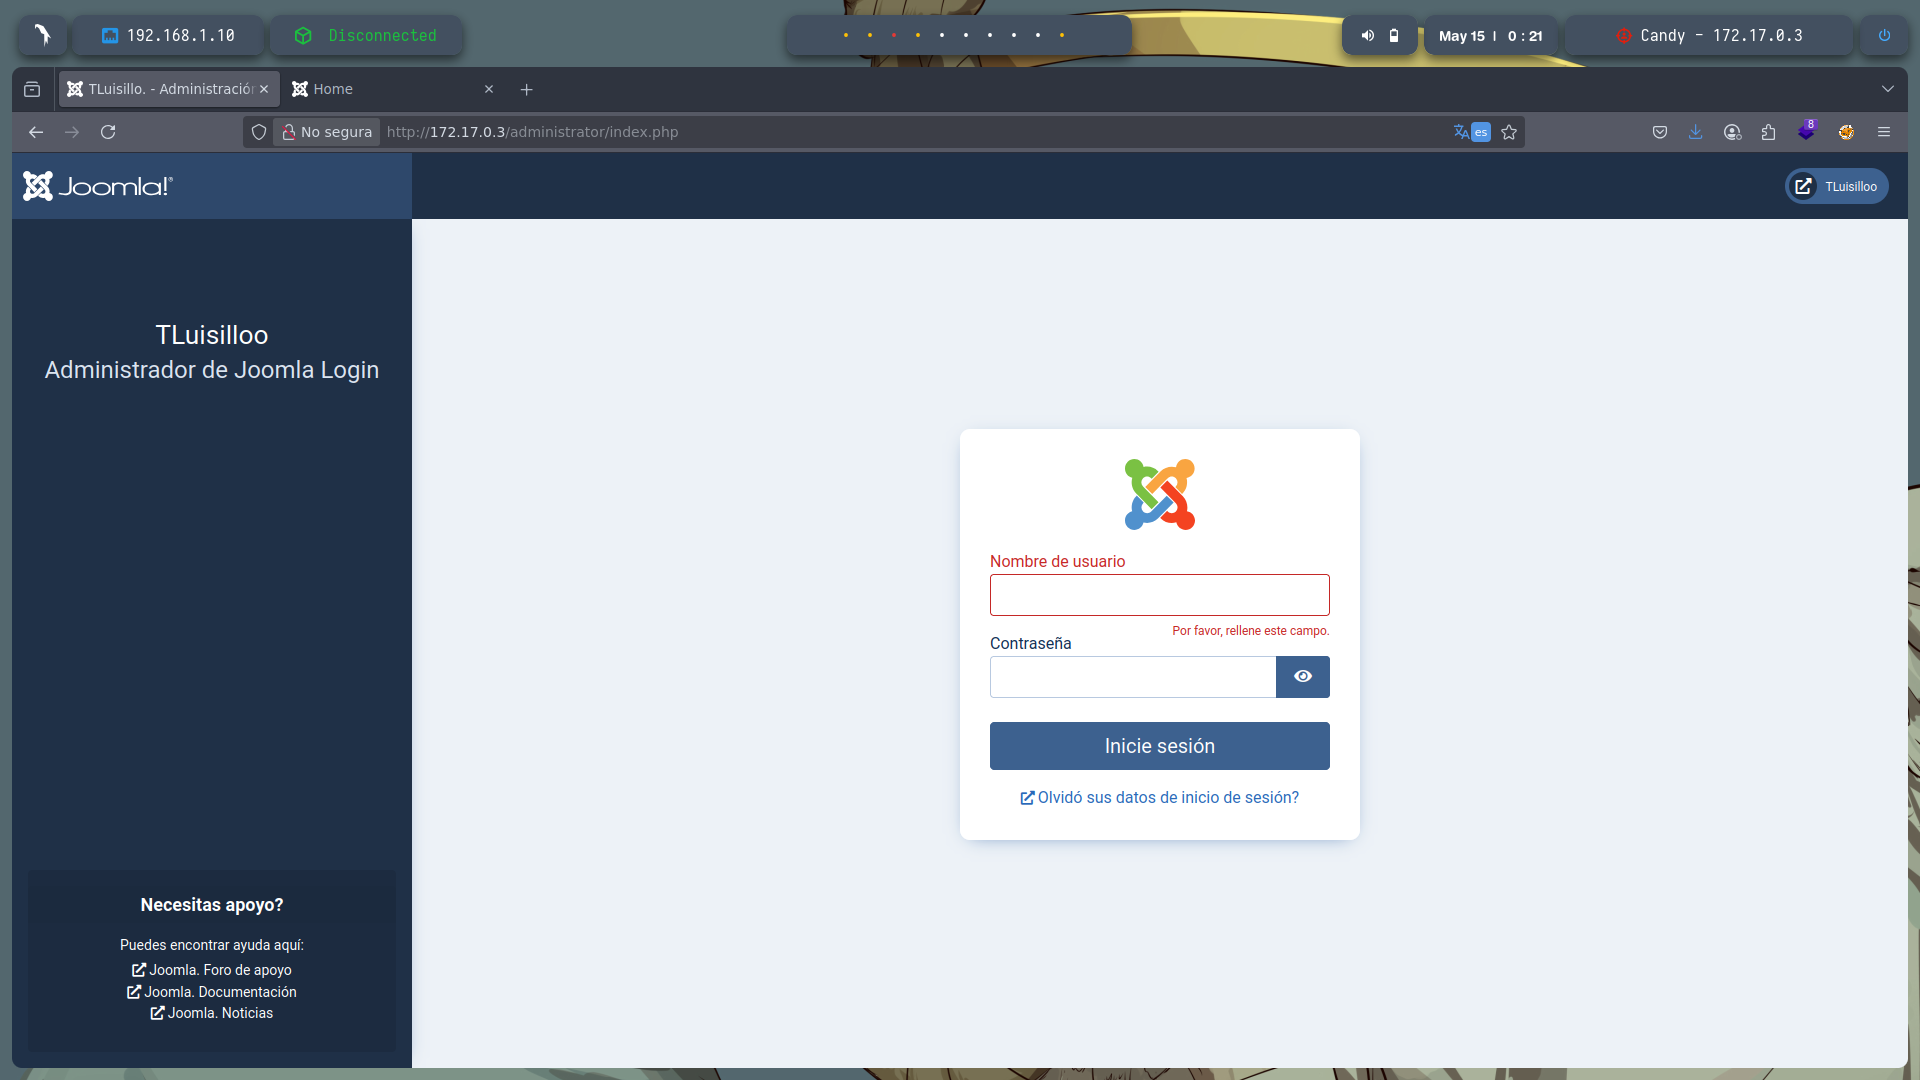 192.168.1.10
Disconnected
May 15 | 0 : 21
Candy - 172.17.0.3
TLuisillo. - Administración
Home
No segura
http://172.17.0.3/administrator/index.php
es
8
Joomla!®
TLuisilloo
TLuisilloo
Administrador de Joomla Login
Nombre de usuario
Por favor, rellene este campo.
Contraseña
Inicie sesión
Olvidó sus datos de inicio de sesión?
Necesitas apoyo?
Puedes encontrar ayuda aquí:
Joomla. Foro de apoyo
Joomla. Documentación
Joomla. Noticias